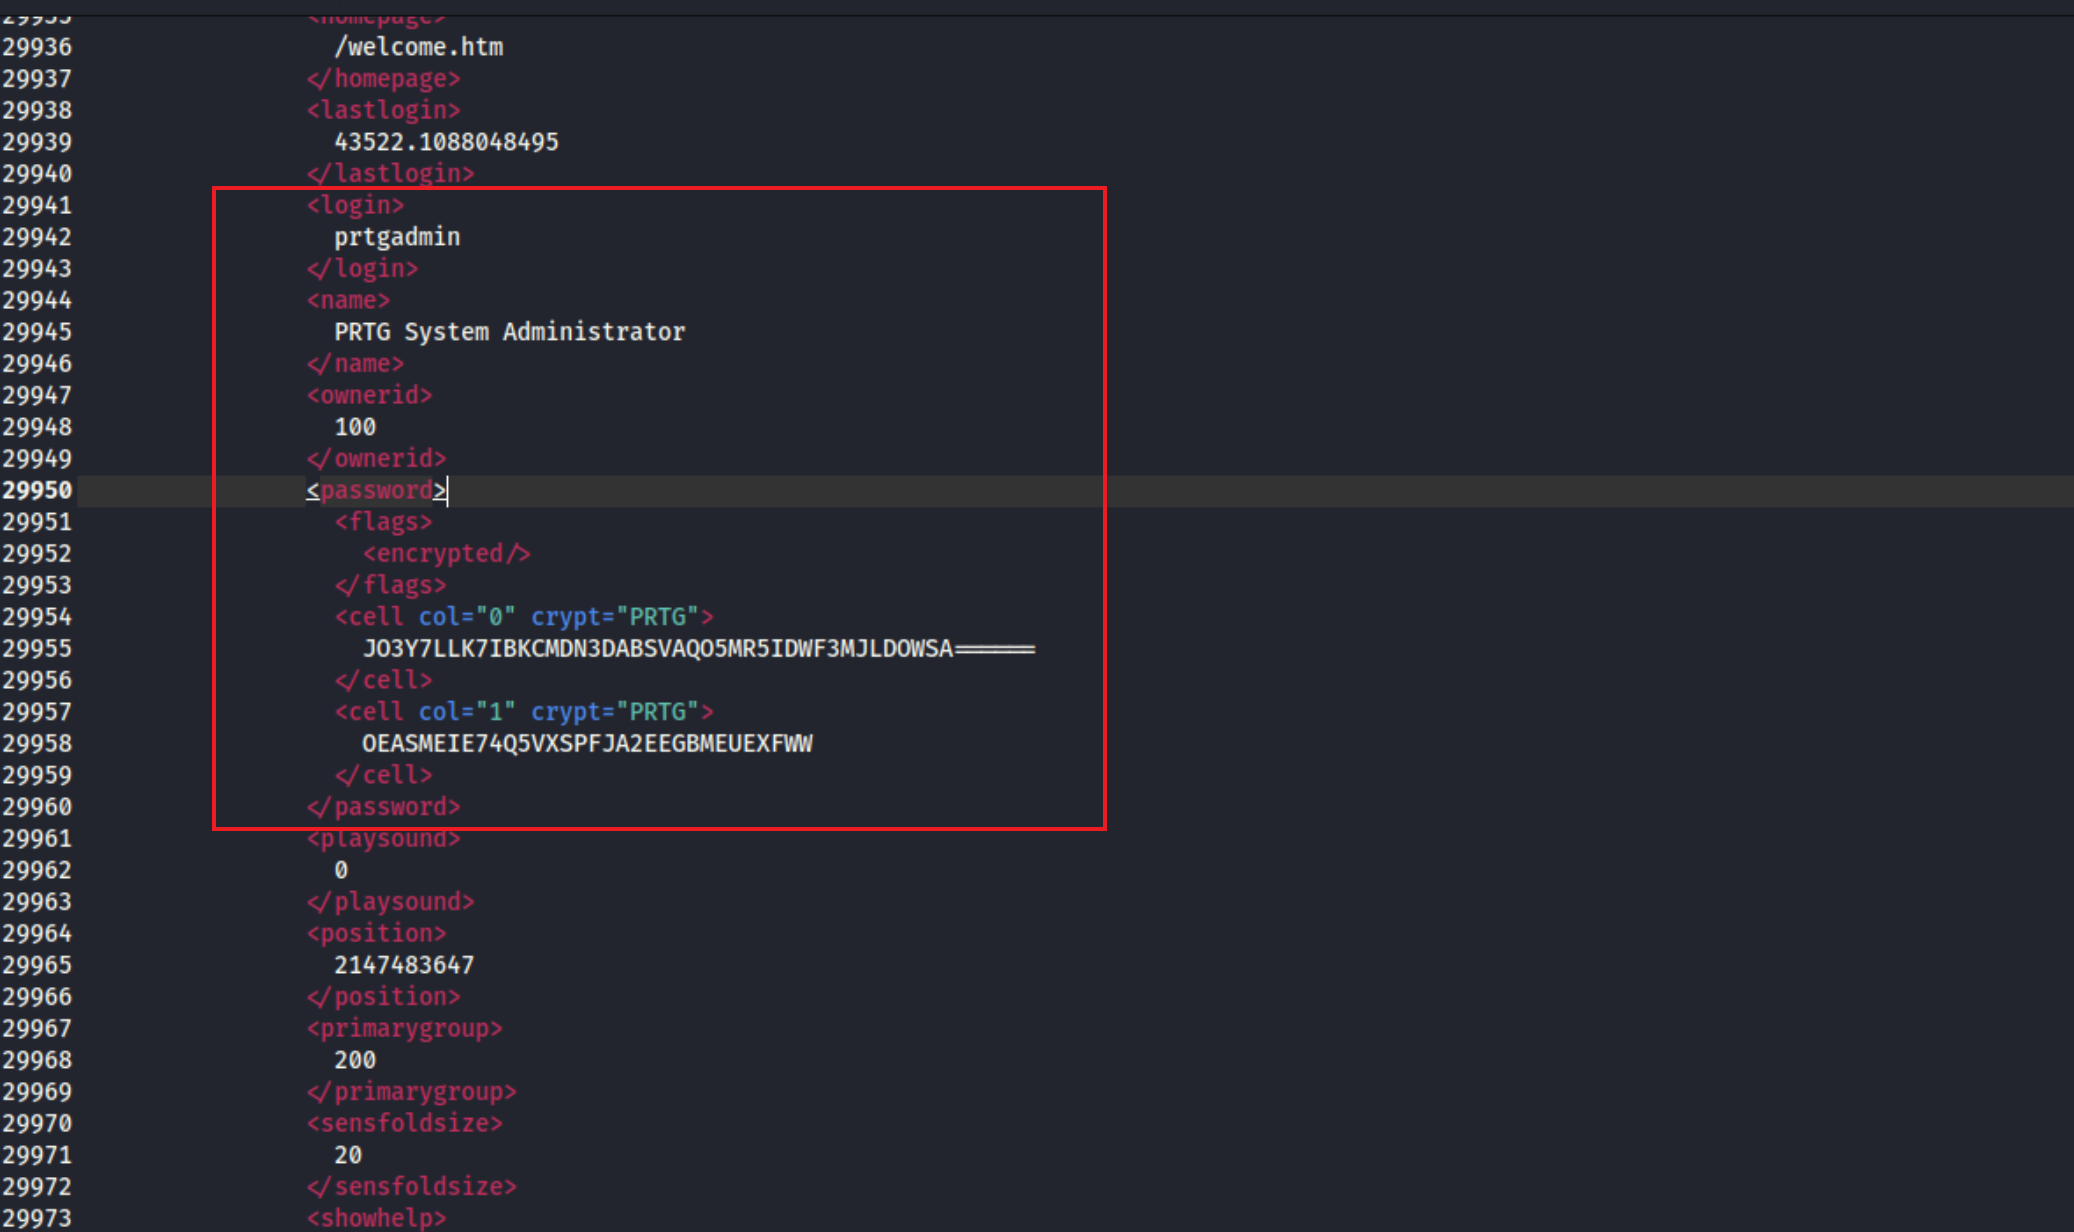 29935 <homepage>
29936 /welcome.htm
29937 </homepage>
29938 <lastlogin>
29939 43522.1088048495
29940 </lastlogin>
29941 <login>
29942 prtgadmin
29943 </login>
29944 <name>
29945 PRTG System Administrator
29946 </name>
29947 <ownerid>
29948 100
29949 </ownerid>
29950 <password>
29951 <flags>
29952 <encrypted/>
29953 </flags>
29954 <cell col="0" crypt="PRTG">
29955 JO3Y7LLK7IBKCMDN3DABSVAQO5MR5IDWF3MJLDOWSA======
29956 </cell>
29957 <cell col="1" crypt="PRTG">
29958 OEASMEIE74Q5VXSPFJA2EEGBMEUEXFWW
29959 </cell>
29960 </password>
29961 <playsound>
29962 0
29963 </playsound>
29964 <position>
29965 2147483647
29966 </position>
29967 <primarygroup>
29968 200
29969 </primarygroup>
29970 <sensfoldsize>
29971 20
29972 </sensfoldsize>
29973 <showhelp>